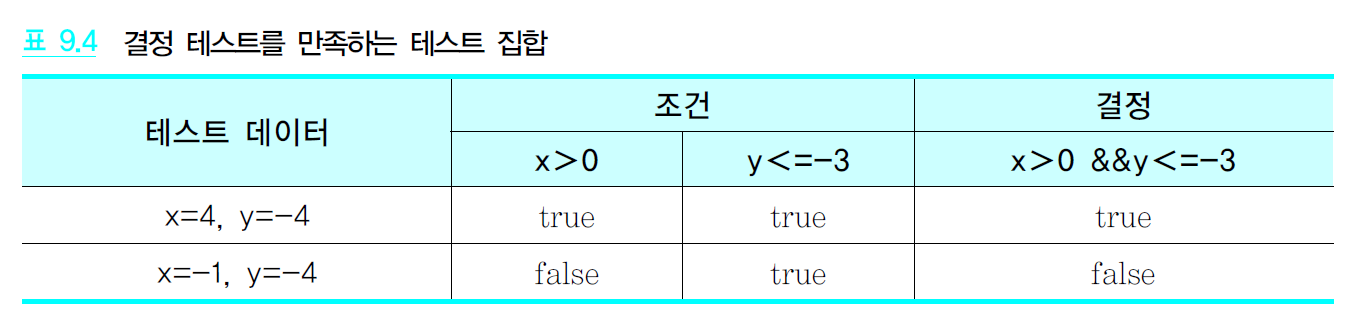 표 9.4 결정 테스트를 만족하는 테스트 집합
테스트 데이터 조건 결정
x>0 y<=-3 x>0 &&y<=-3
x=4, y=-4 true true true
x=-1, y=-4 false true false